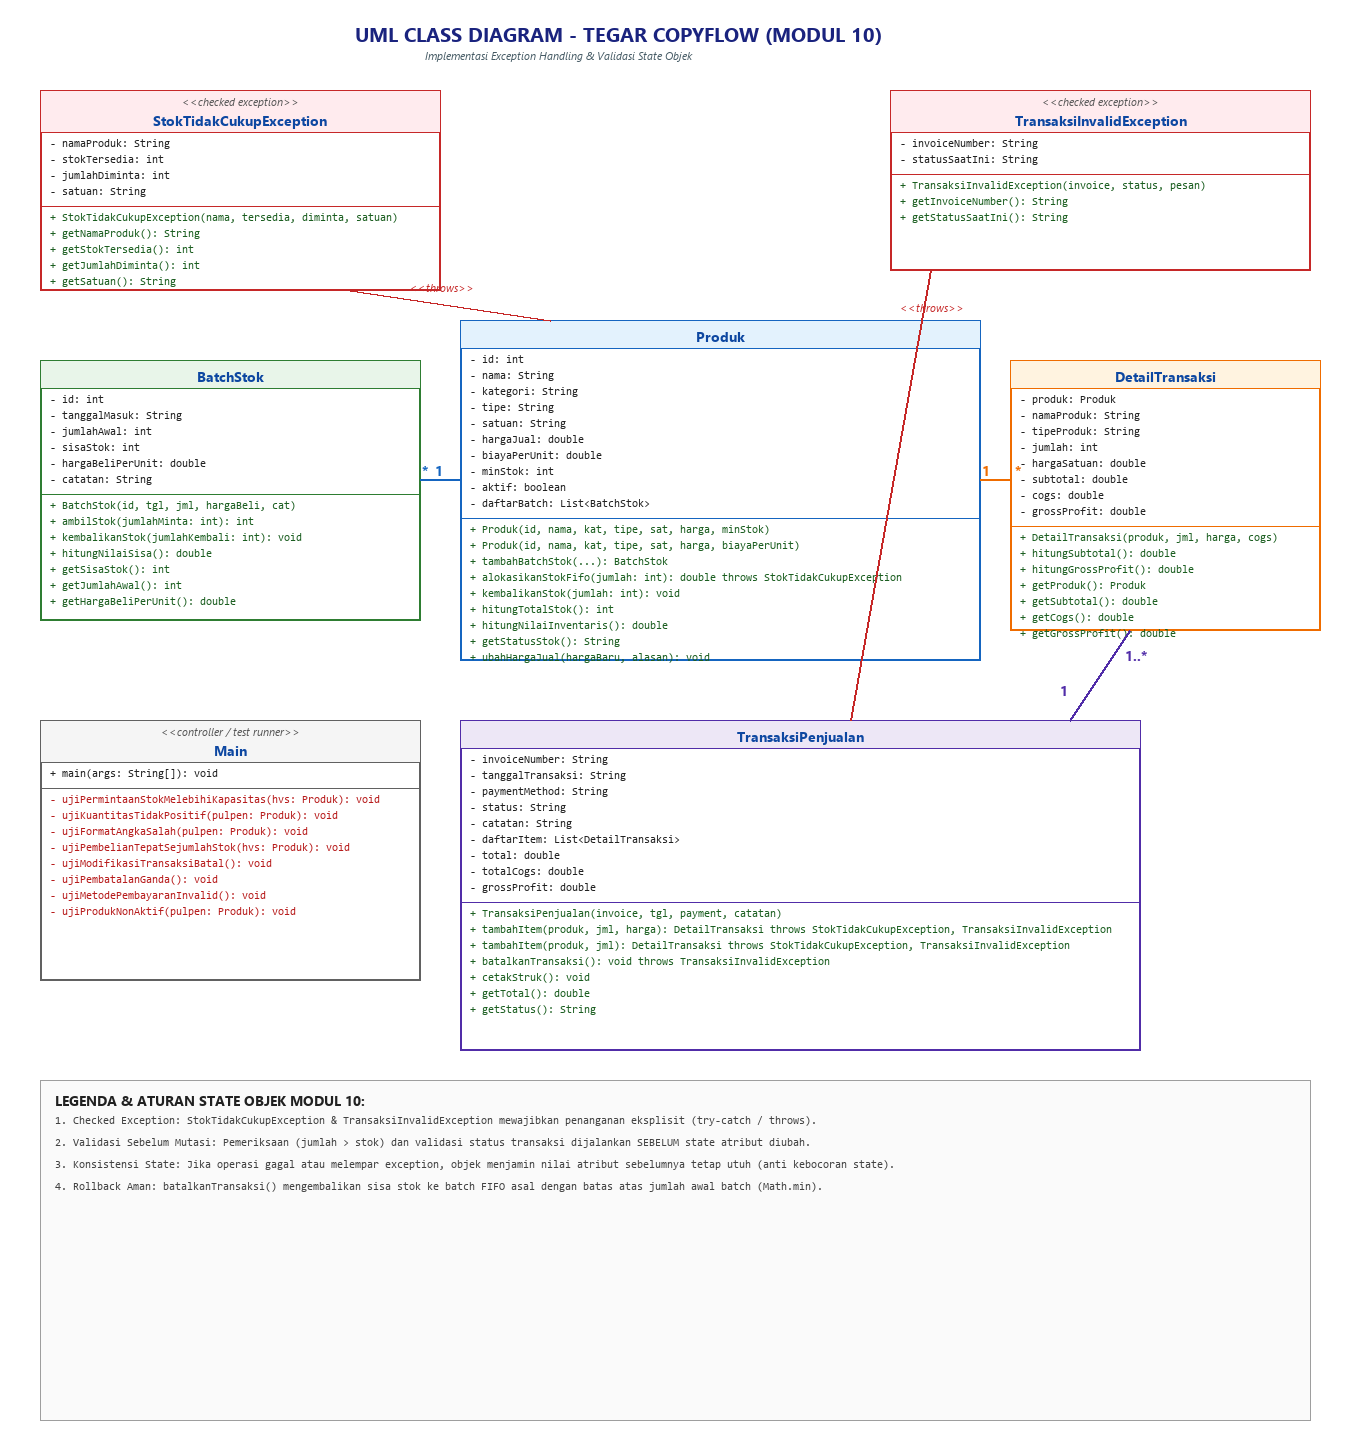 UML CLASS DIAGRAM - TEGAR COPYFLOW (MODUL 10)
Implementasi Exception Handling & Validasi State Objek
<<checked exception>>
StokTidakCukupException
- namaProduk: String
- stokTersedia: int
- jumlahDiminta: int
- satuan: String
+ StokTidakCukupException(nama, tersedia, diminta, satuan)
+ getNamaProduk(): String
+ getStokTersedia(): int
+ getJumlahDiminta(): int
+ getSatuan(): String
<<checked exception>>
TransaksiInvalidException
- invoiceNumber: String
- statusSaatIni: String
+ TransaksiInvalidException(invoice, status, pesan)
+ getInvoiceNumber(): String
+ getStatusSaatIni(): String
<<throws>>
<<throws>>
BatchStok
- id: int
- tanggalMasuk: String
- jumlahAwal: int
- sisaStok: int
- hargaBeliPerUnit: double
- catatan: String
+ BatchStok(id, tgl, jml, hargaBeli, cat)
+ ambilStok(jumlahMinta: int): int
+ kembalikanStok(jumlahKembali: int): void
+ hitungNilaiSisa(): double
+ getSisaStok(): int
+ getJumlahAwal(): int
+ getHargaBeliPerUnit(): double
* 1
Produk
- id: int
- nama: String
- kategori: String
- tipe: String
- satuan: String
- hargaJual: double
- biayaPerUnit: double
- minStok: int
- aktif: boolean
- daftarBatch: List<BatchStok>
+ Produk(id, nama, kat, tipe, sat, harga, minStok)
+ Produk(id, nama, kat, tipe, sat, harga, biayaPerUnit)
+ tambahBatchStok(...): BatchStok
+ alokasikanStokFifo(jumlah: int): double throws StokTidakCukupException
+ kembalikanStok(jumlah: int): void
+ hitungTotalStok(): int
+ hitungNilaiInventaris(): double
+ getStatusStok(): String
+ ubahHargaJual(hargaBaru, alasan): void
1 *
DetailTransaksi
- produk: Produk
- namaProduk: String
- tipeProduk: String
- jumlah: int
- hargaSatuan: double
- subtotal: double
- cogs: double
- grossProfit: double
+ DetailTransaksi(produk, jml, harga, cogs)
+ hitungSubtotal(): double
+ hitungGrossProfit(): double
+ getProduk(): Produk
+ getSubtotal(): double
+ getCogs(): double
+ getGrossProfit(): double
1..*
1
<<controller / test runner>>
Main
+ main(args: String[]): void
- ujiPermintaanStokMelebihiKapasitas(hvs: Produk): void
- ujiKuantitasTidakPositif(pulpen: Produk): void
- ujiFormatAngkaSalah(pulpen: Produk): void
- ujiPembelianTepatSejumlahStok(hvs: Produk): void
- ujiModifikasiTransaksiBatal(): void
- ujiPembatalanGanda(): void
- ujiMetodePembayaranInvalid(): void
- ujiProdukNonAktif(pulpen: Produk): void
TransaksiPenjualan
- invoiceNumber: String
- tanggalTransaksi: String
- paymentMethod: String
- status: String
- catatan: String
- daftarItem: List<DetailTransaksi>
- total: double
- totalCogs: double
- grossProfit: double
+ TransaksiPenjualan(invoice, tgl, payment, catatan)
+ tambahItem(produk, jml, harga): DetailTransaksi throws StokTidakCukupException, TransaksiInvalidException
+ tambahItem(produk, jml): DetailTransaksi throws StokTidakCukupException, TransaksiInvalidException
+ batalkanTransaksi(): void throws TransaksiInvalidException
+ cetakStruk(): void
+ getTotal(): double
+ getStatus(): String
LEGENDA & ATURAN STATE OBJEK MODUL 10:
1. Checked Exception: StokTidakCukupException & TransaksiInvalidException mewajibkan penanganan eksplisit (try-catch / throws).
2. Validasi Sebelum Mutasi: Pemeriksaan (jumlah > stok) dan validasi status transaksi dijalankan SEBELUM state atribut diubah.
3. Konsistensi State: Jika operasi gagal atau melempar exception, objek menjamin nilai atribut sebelumnya tetap utuh (anti kebocoran state).
4. Rollback Aman: batalkanTransaksi() mengembalikan sisa stok ke batch FIFO asal dengan batas atas jumlah awal batch (Math.min).